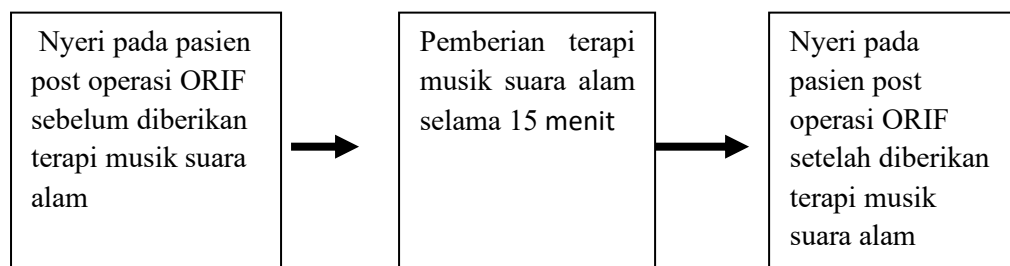 Nyeri pada pasien
post operasi ORIF
sebelum diberikan
terapi musik suara
alam
Pemberian terapi
musik suara alam
selama 15 menit
Nyeri pada
pasien post
operasi ORIF
setelah diberikan
terapi musik
suara alam